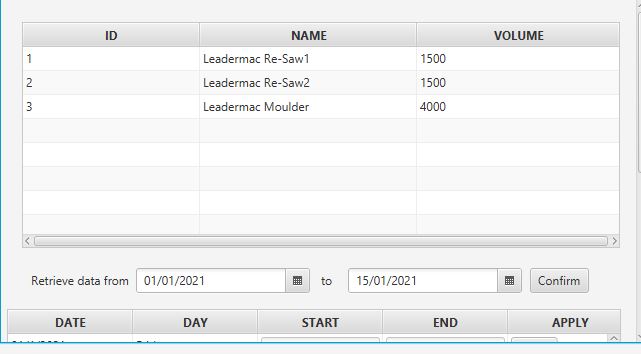 ID NAME VOLUME
1 Leadermac Re-Saw1 1500
2 Leadermac Re-Saw2 1500
3 Leadermac Moulder 4000
Retrieve data from 01/01/2021 to 15/01/2021 Confirm
DATE DAY START END APPLY